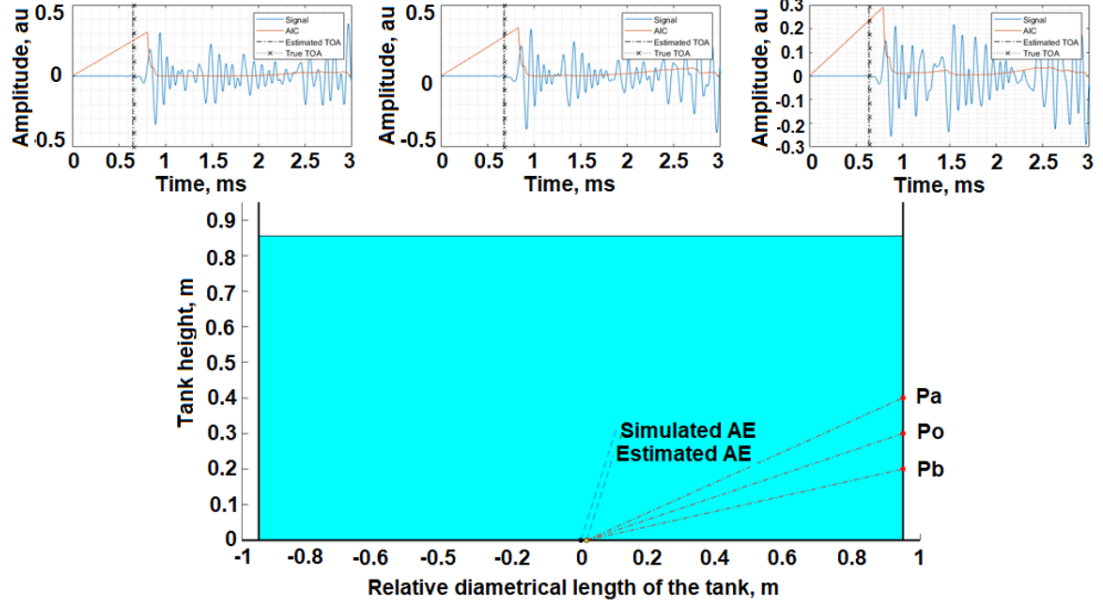 0.5
0
0.5
Amplitude, au
Signal
AIC
Estimated TOA
True TOA
0 0.5 1 1.5 2 2.5 3
Time, ms
0.5
0
-0.5
Amplitude, au
Signal
AIC
Estimated TOA
True TOA
0 0.5 1 1.5 2 2.5 3
Time, ms
0.3
0.2
0.1
0
-0.1
-0.2
-0.3
Amplitude, au
Signal
AIC
Estimated TOA
True TOA
0 0.5 1 1.5 2 2.5 3
Time, ms
0.9
0.8
0.7
0.6
0.5
0.4
0.3
0.2
0.1
0
Tank height, m
Pa
Simulated AE
Po
Estimated AE
Pb
-1 -0.8 -0.6 -0.5 -0.2 0 0.2 0.4 0.6 0.8 1
Relative diametrical length of the tank, m